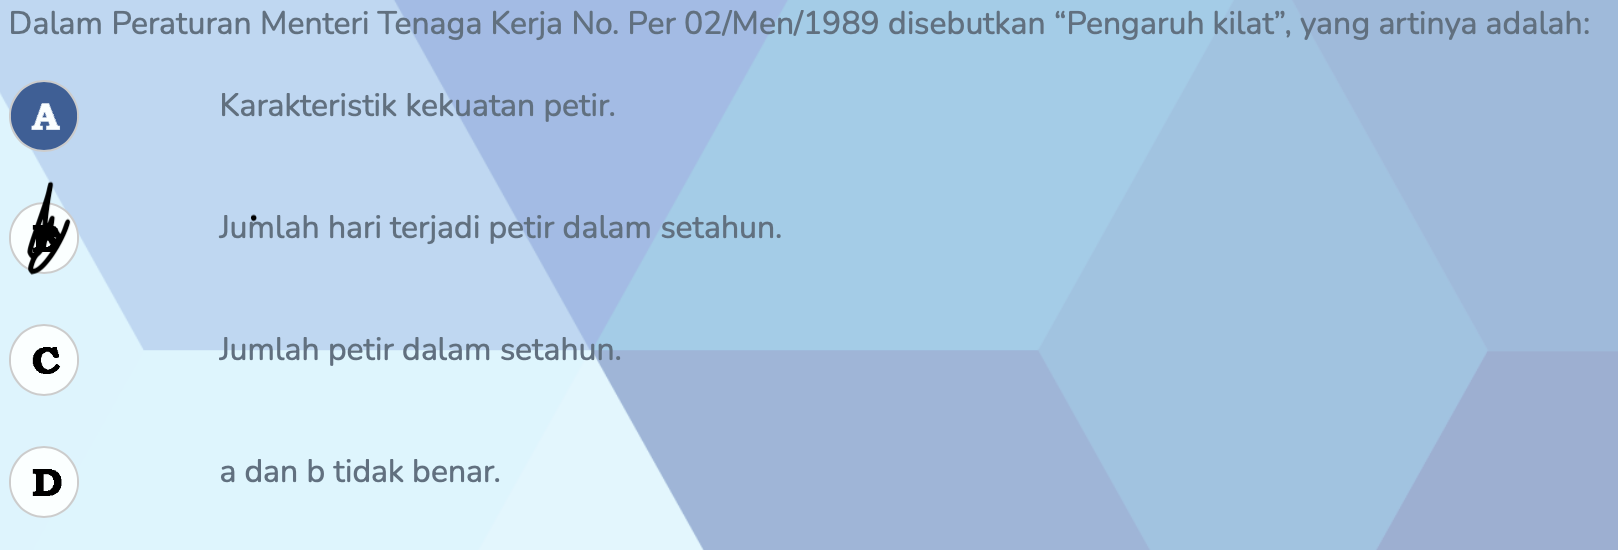 Dalam Peraturan Menteri Tenaga Kerja No. Per 02/Men/1989 disebutkan “Pengaruh kilat”, yang artinya adalah:
A Karakteristik kekuatan petir.
Jumlah hari terjadi petir dalam setahun.
C Jumlah petir dalam setahun.
D a dan b tidak benar.